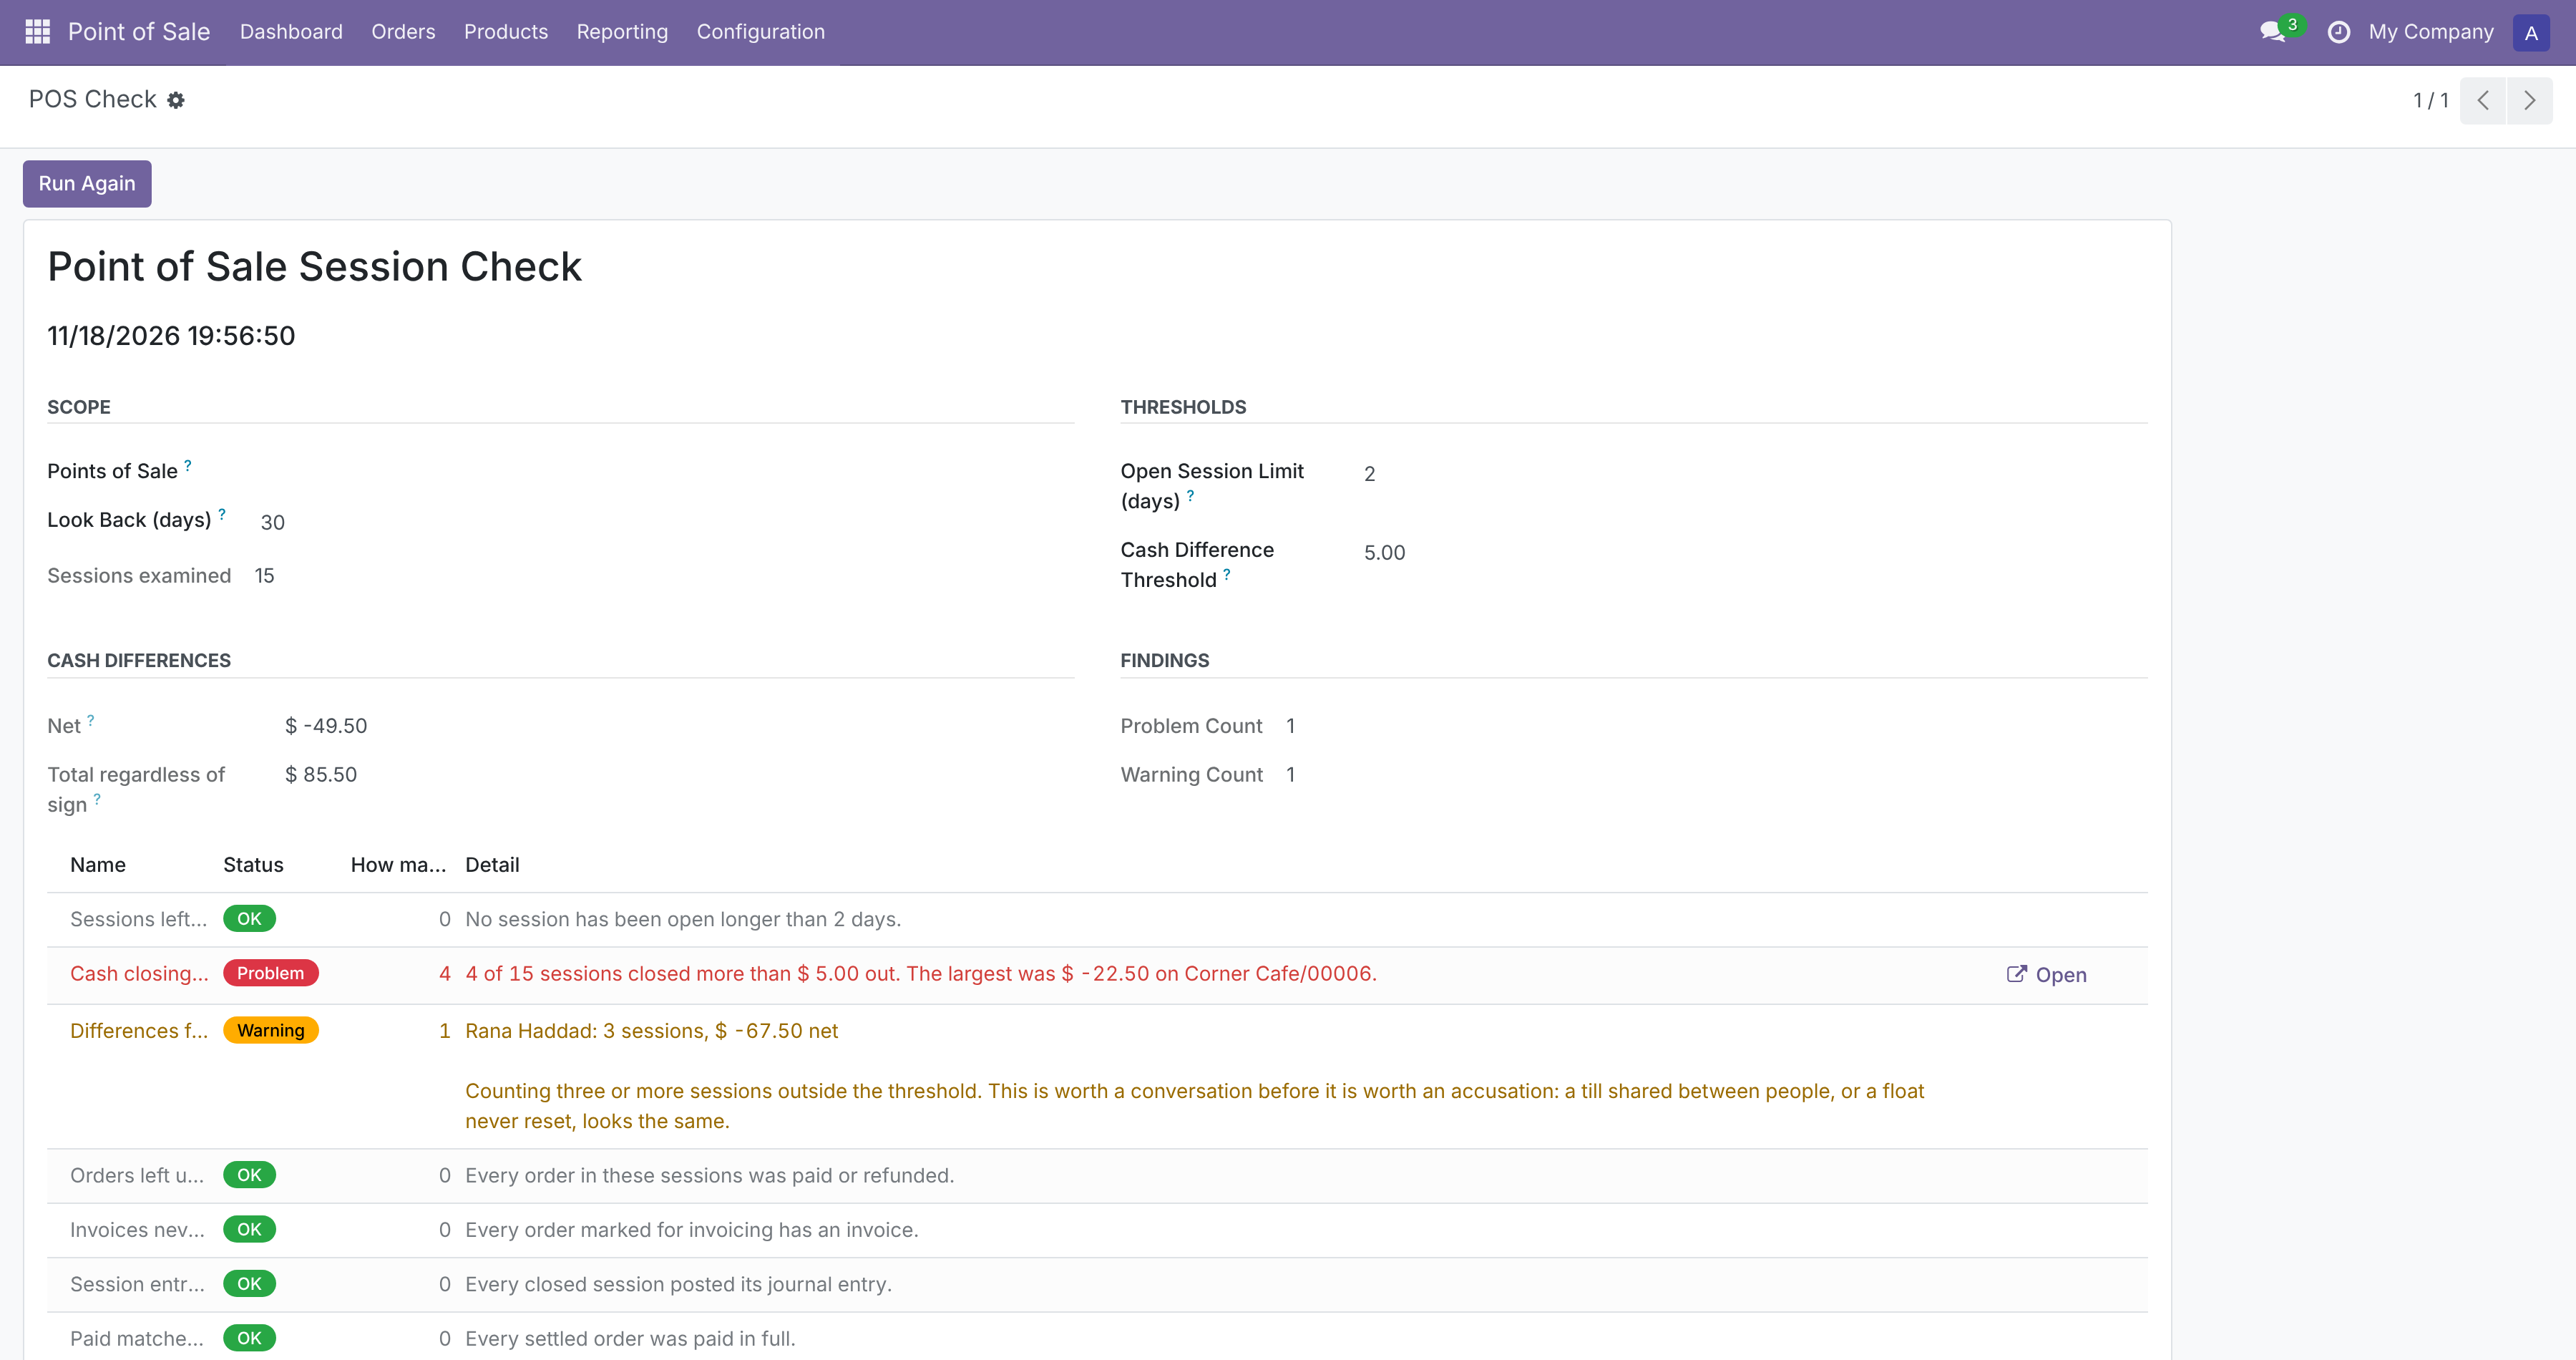 Point of Sale Dashboard Orders Products Reporting Configuration 3 My Company A
POS Check 1 / 1
Run Again
Point of Sale Session Check
11/18/2026 19:56:50
SCOPE
Points of Sale ?
Look Back (days) ? 30
Sessions examined 15
THRESHOLDS
Open Session Limit (days) ? 2
Cash Difference Threshold ? 5.00
CASH DIFFERENCES
Net ? $ -49.50
Total regardless of sign ? $ 85.50
FINDINGS
Problem Count 1
Warning Count 1
Name Status How ma... Detail
Sessions left... OK 0 No session has been open longer than 2 days.
Cash closing... Problem 4 4 of 15 sessions closed more than $ 5.00 out. The largest was $ -22.50 on Corner Cafe/00006. Open
Differences f... Warning 1 Rana Haddad: 3 sessions, $ -67.50 net
Counting three or more sessions outside the threshold. This is worth a conversation before it is worth an accusation: a till shared between people, or a float
never reset, looks the same.
Orders left u... OK 0 Every order in these sessions was paid or refunded.
Invoices nev... OK 0 Every order marked for invoicing has an invoice.
Session entr... OK 0 Every closed session posted its journal entry.
Paid matche... OK 0 Every settled order was paid in full.